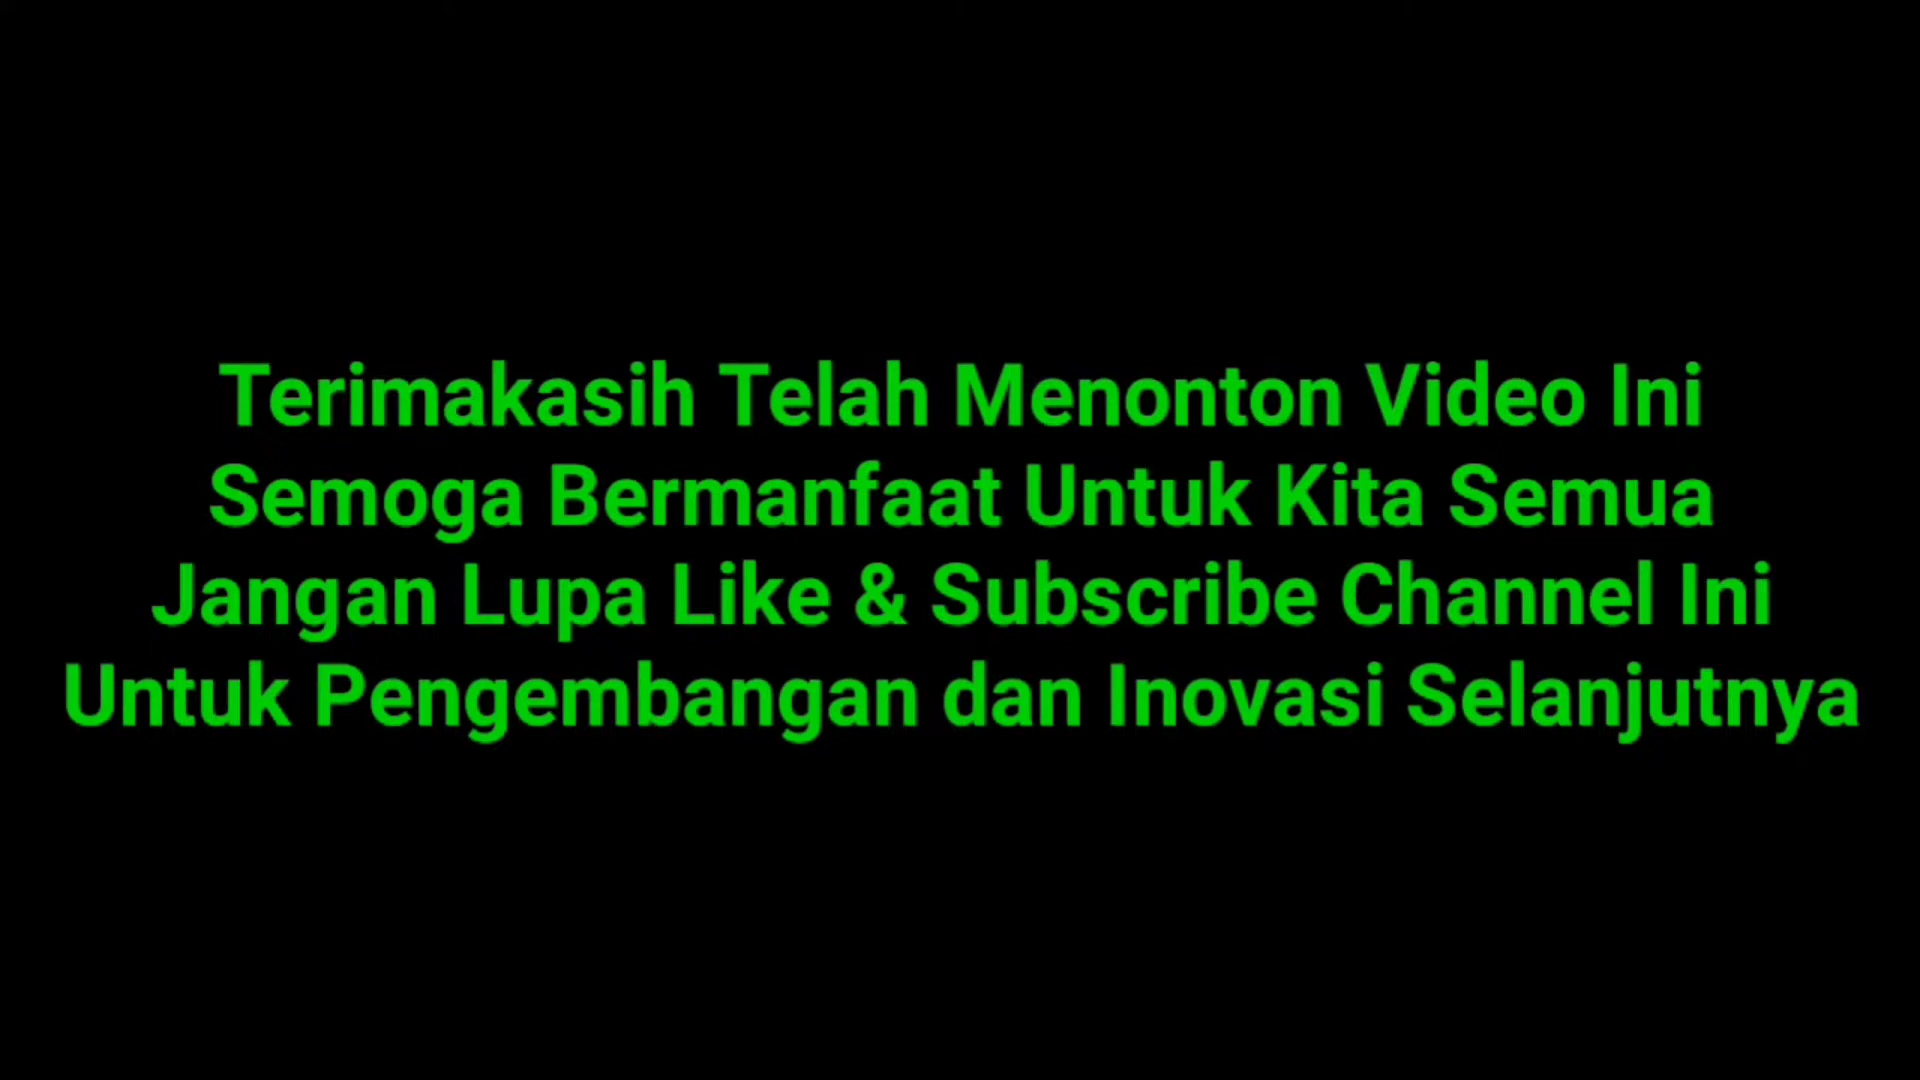 Terimakasih Telah Menonton Video Ini
Semoga Bermanfaat Untuk Kita Semua
Jangan Lupa Like & Subscribe Channel Ini
Untuk Pengembangan dan Inovasi Selanjutnya